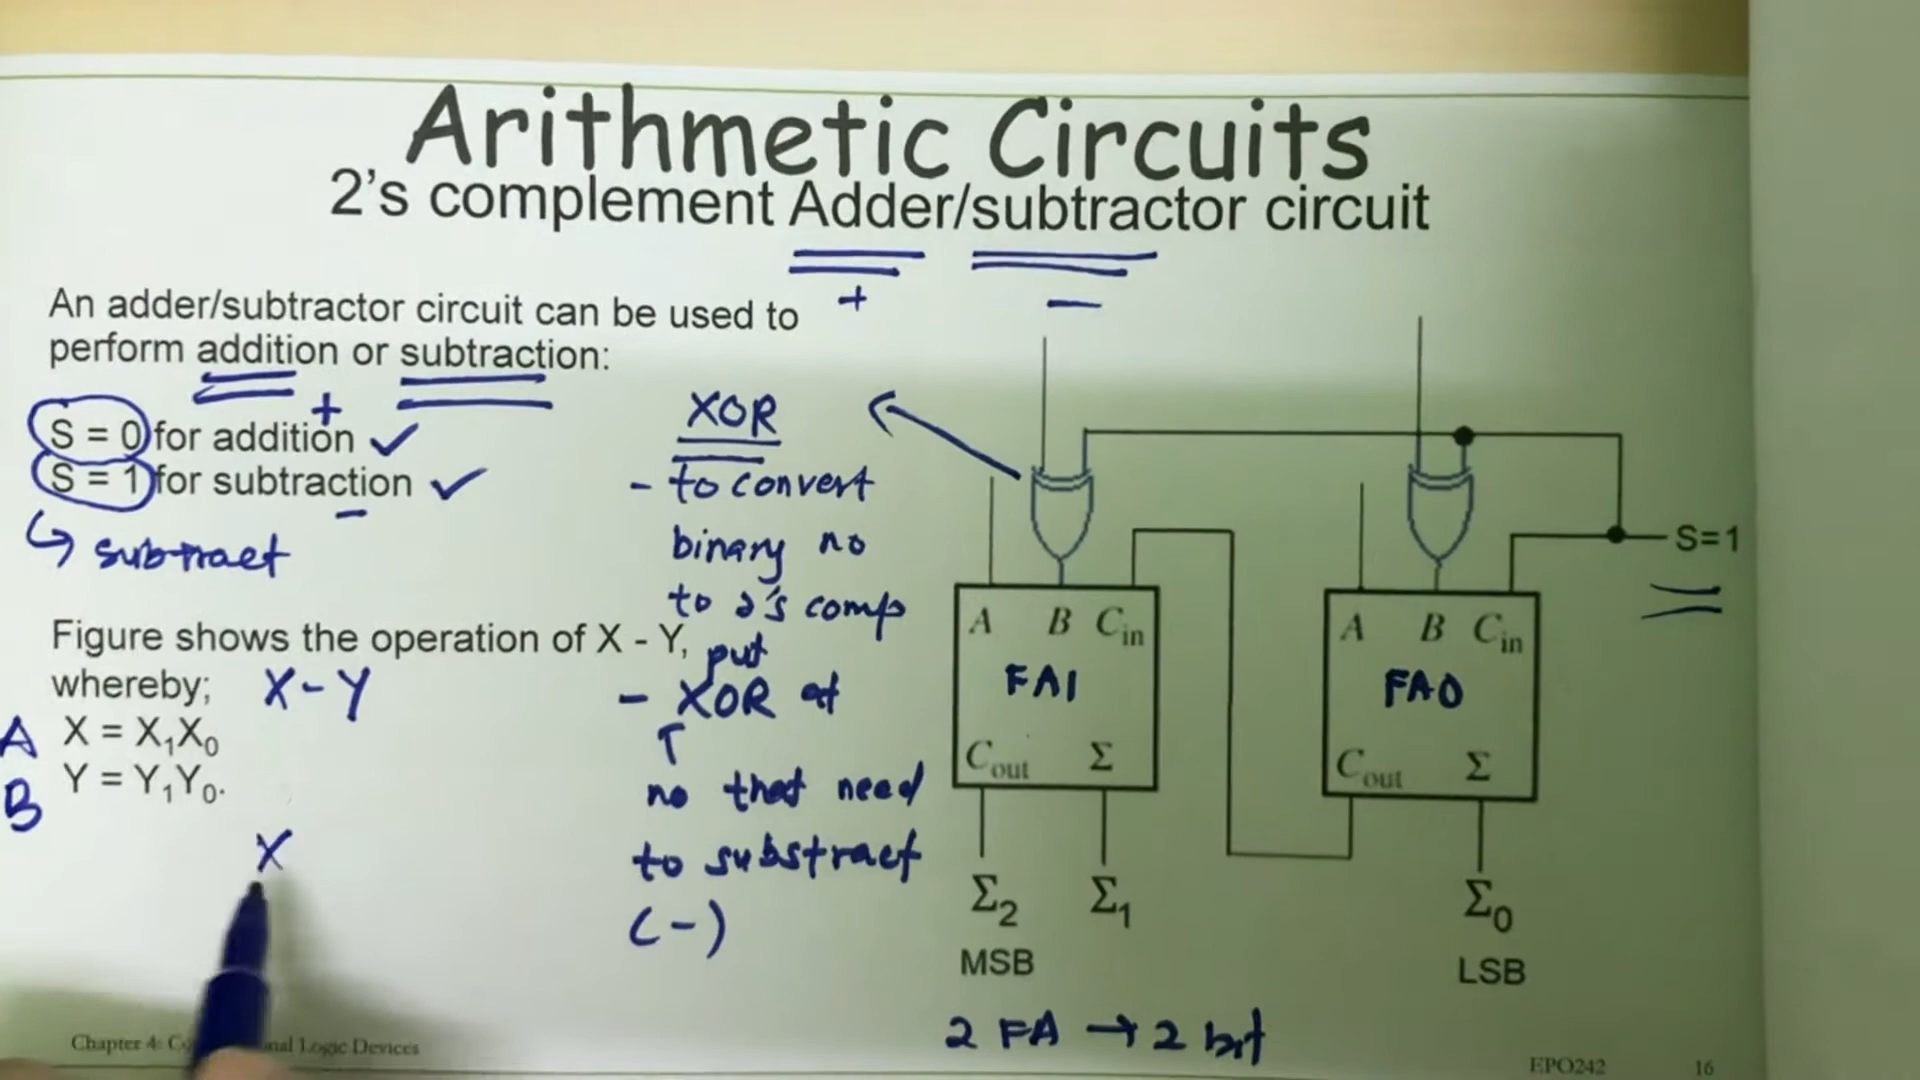 Arithmetic Circuits
2's complement Adder/subtractor circuit
+ −
An adder/subtractor circuit can be used to
perform addition or subtraction:
+
S = 0 for addition ✓
S = 1 for subtraction ✓
−
↪ subtract
Figure shows the operation of X - Y,
whereby; X - Y
A X = X₁X₀
B Y = Y₁Y₀.
X
XOR
- to convert
binary no
to 2's comp
put
- XOR at
↑
no that need
to substract
(-)
S=1
A B Cin
FA1
Cout Σ
A B Cin
FA0
Cout Σ
Σ₂ Σ₁ Σ₀
MSB LSB
2 FA → 2 bit
Chapter 4: nal Logic Devices
EPO242 16